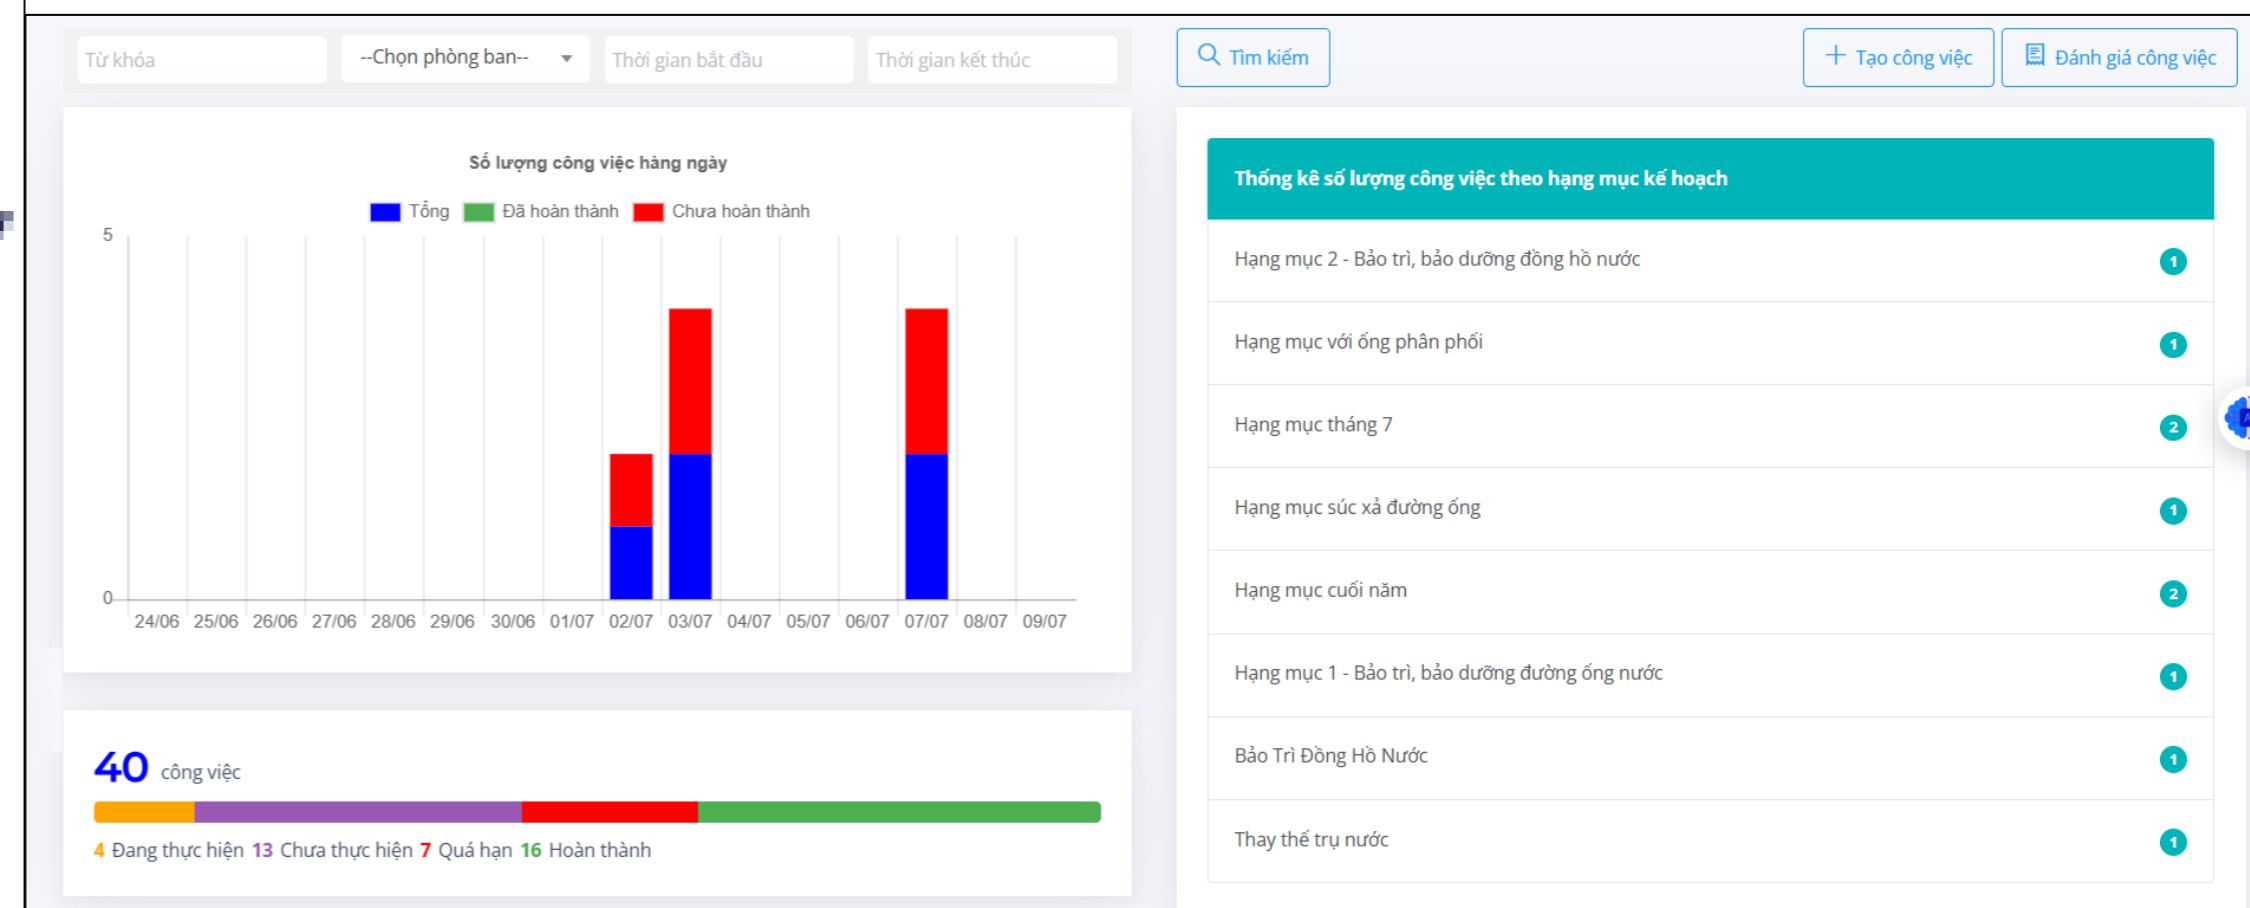 Từ khóa --Chọn phòng ban-- Thời gian bắt đầu Thời gian kết thúc Tìm kiếm Tạo công việc Đánh giá công việc
Số lượng công việc hàng ngày
Tổng Đã hoàn thành Chưa hoàn thành
5
0
24/06 25/06 26/06 27/06 28/06 29/06 30/06 01/07 02/07 03/07 04/07 05/07 06/07 07/07 08/07 09/07
40 công việc
4 Đang thực hiện 13 Chưa thực hiện 7 Quá hạn 16 Hoàn thành
Thống kê số lượng công việc theo hạng mục kế hoạch
Hạng mục 2 - Bảo trì, bảo dưỡng đồng hồ nước 1
Hạng mục với ống phân phối 1
Hạng mục tháng 7 2
Hạng mục súc xả đường ống 1
Hạng mục cuối năm 2
Hạng mục 1 - Bảo trì, bảo dưỡng đường ống nước 1
Bảo Trì Đồng Hồ Nước 1
Thay thế trụ nước 1